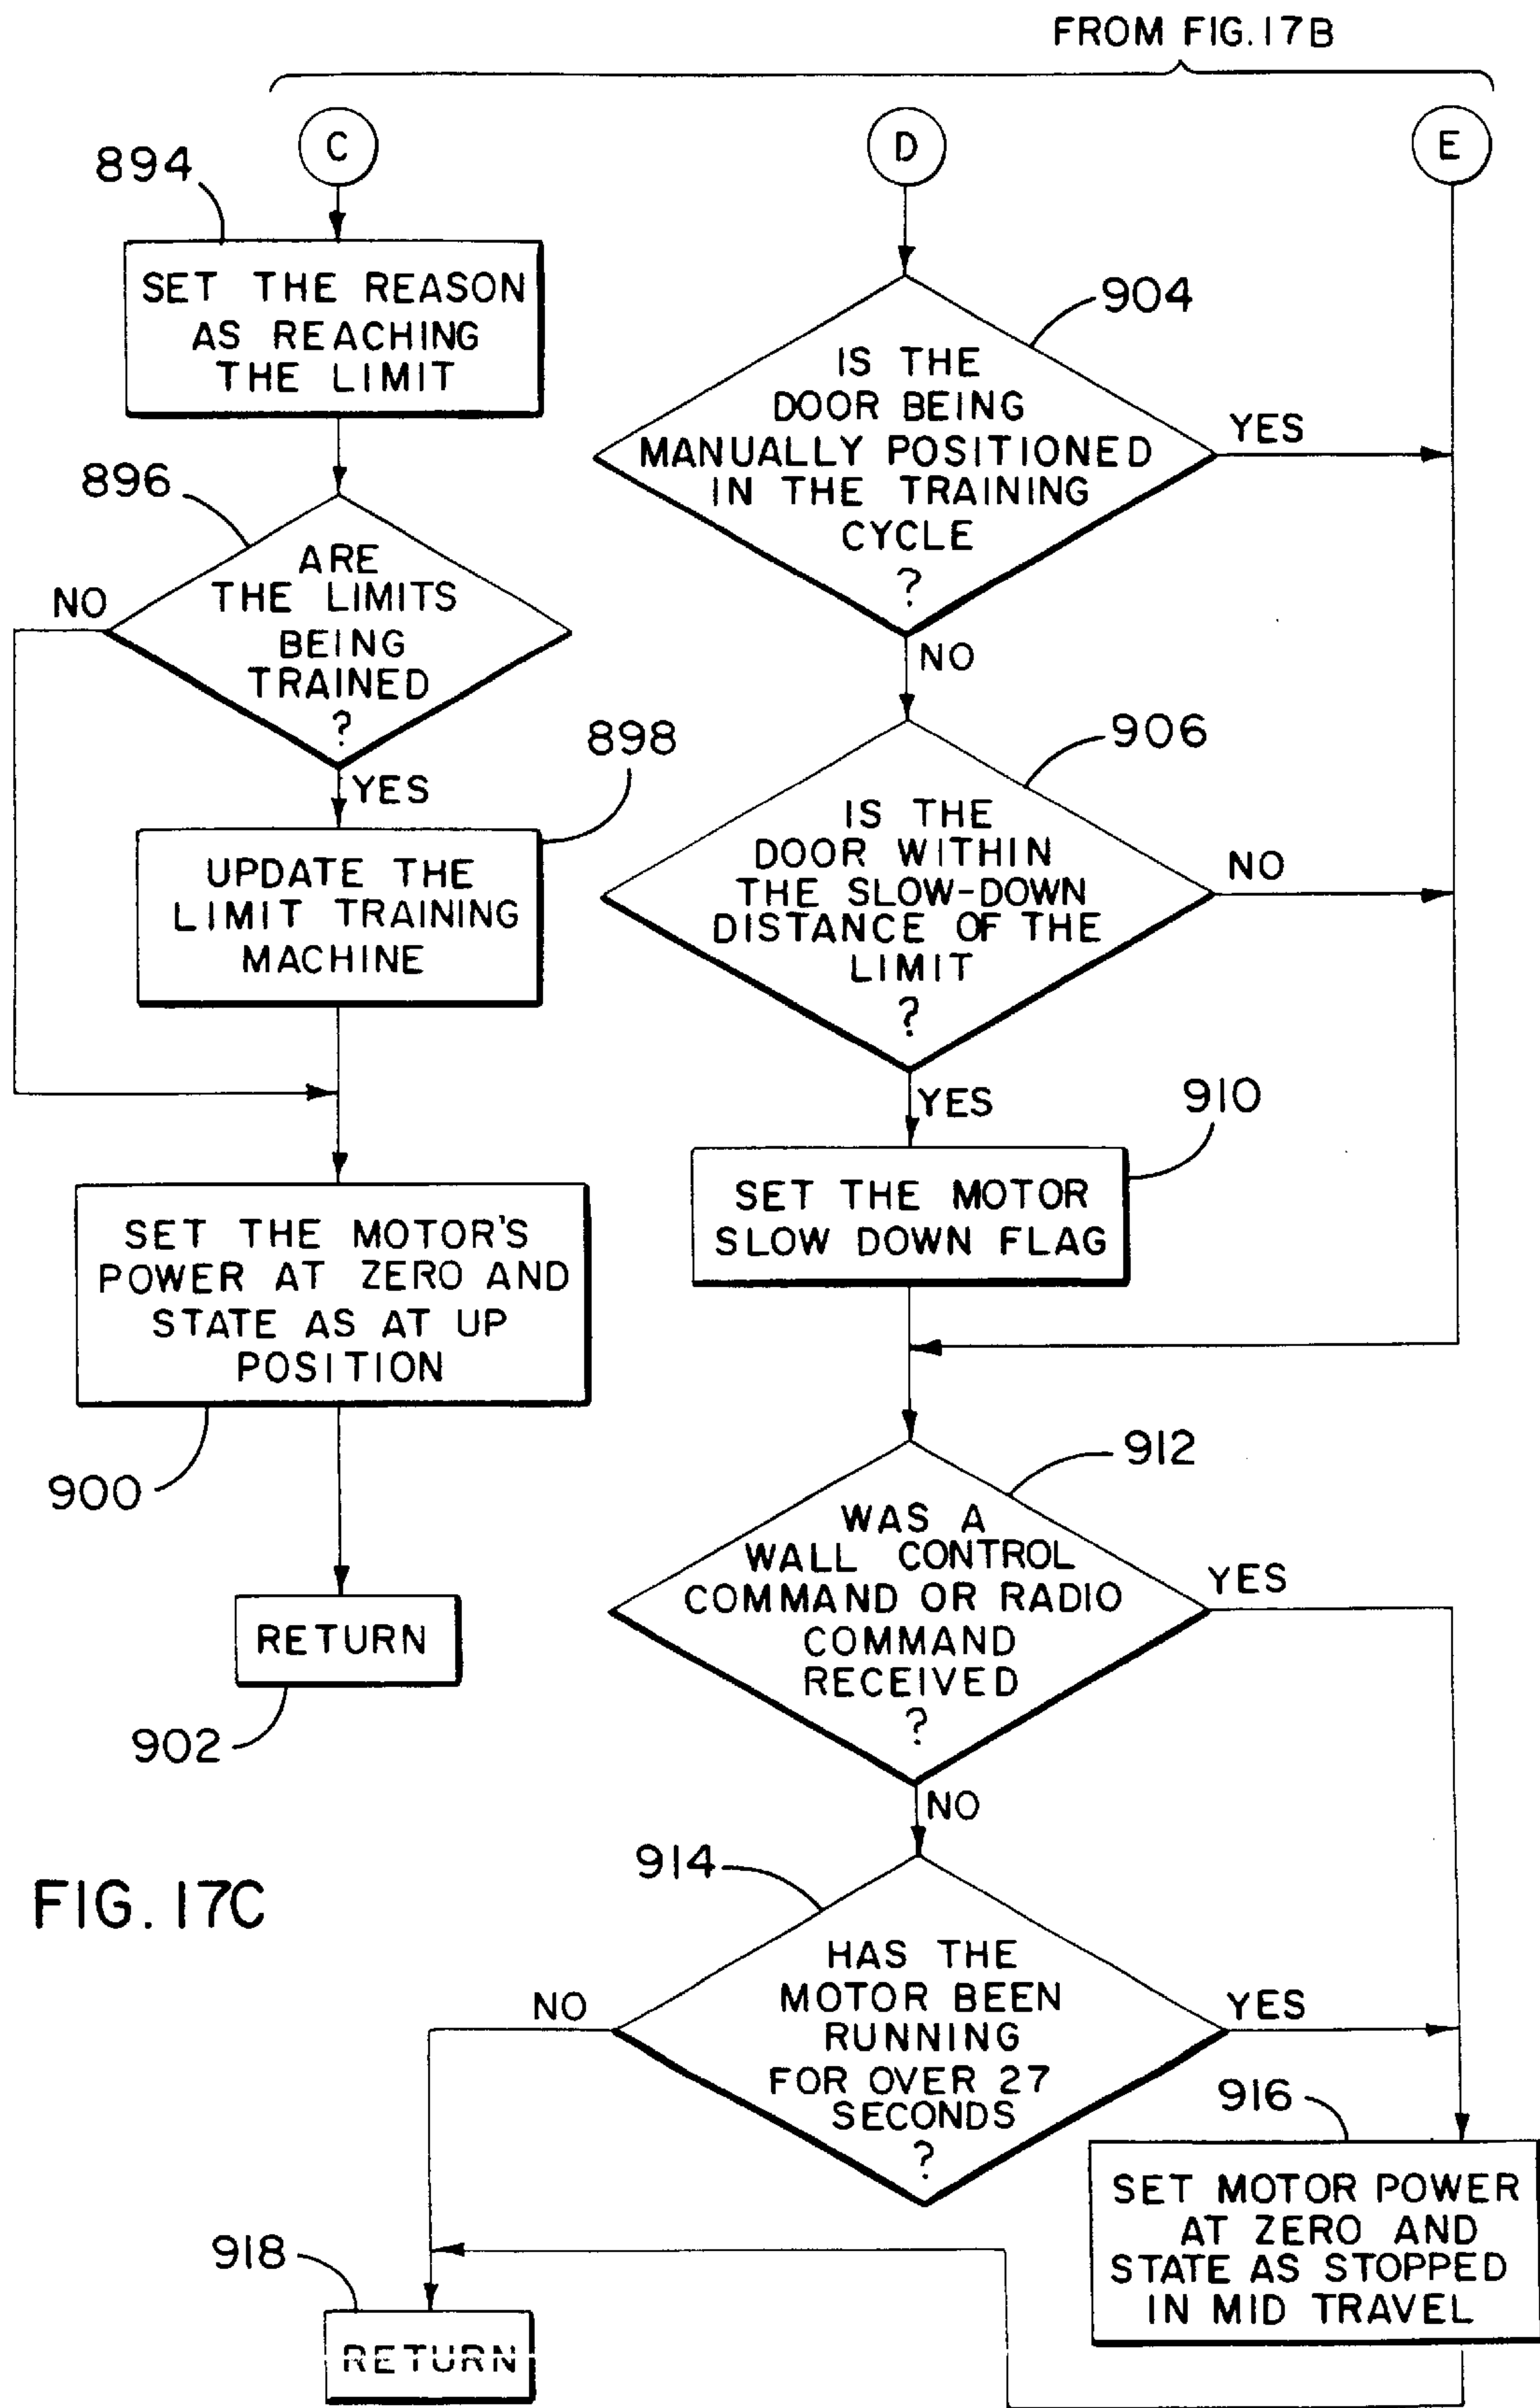 FROM FIG. 17B
C
D
E
894
SET THE REASON
AS REACHING
THE LIMIT
896
ARE
THE LIMITS
BEING
TRAINED
?
NO
YES
898
UPDATE THE
LIMIT TRAINING
MACHINE
SET THE MOTOR'S
POWER AT ZERO AND
STATE AS AT UP
POSITION
900
RETURN
902
904
IS THE
DOOR BEING
MANUALLY POSITIONED
IN THE TRAINING
CYCLE
?
YES
NO
906
IS THE
DOOR WITHIN
THE SLOW-DOWN
DISTANCE OF THE
LIMIT
?
NO
YES
910
SET THE MOTOR
SLOW DOWN FLAG
912
WAS A
WALL CONTROL
COMMAND OR RADIO
COMMAND
RECEIVED
?
YES
NO
914
HAS THE
MOTOR BEEN
RUNNING
FOR OVER 27
SECONDS
?
NO
YES
916
SET MOTOR POWER
AT ZERO AND
STATE AS STOPPED
IN MID TRAVEL
918
RETURN
FIG. 17C